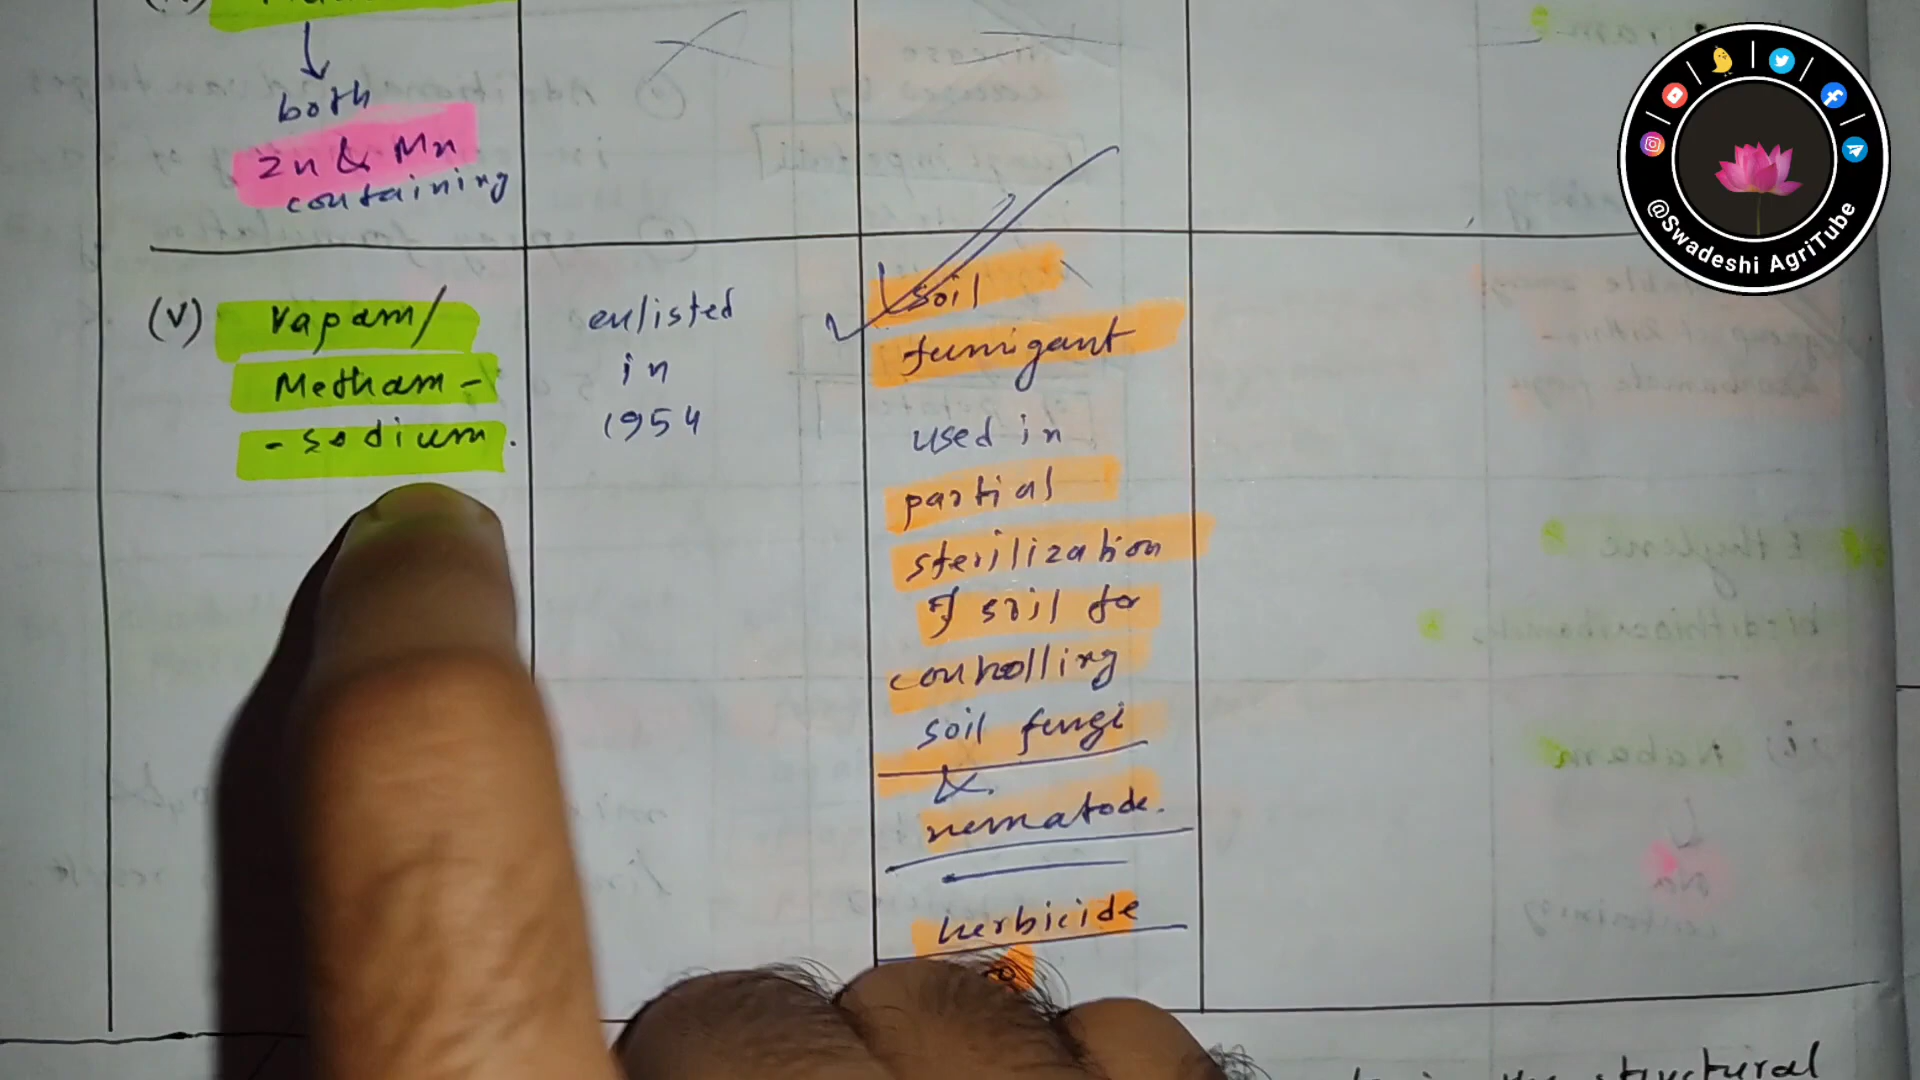 both
Zn & Mn
containing
(V)
Vapam/
Metham-
-sodium.
enlisted
in
1954
soil
fumigant
used in
partial
sterilization
of soil for
controlling
soil fungi
&
nematode.
herbicide
structural
@Swadeshi AgriTube